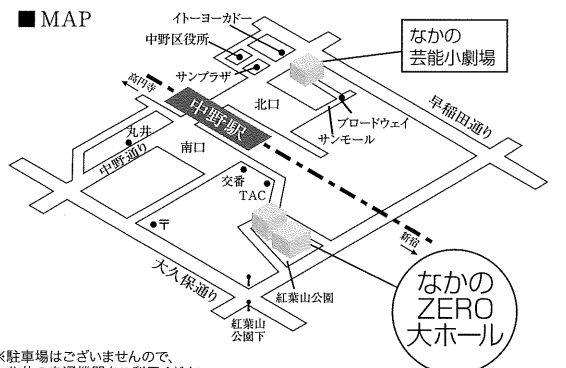 ■ MAP
イトーヨーカドー
中野区役所
サンプラザ
なかの
芸能小劇場
高円寺
中野駅
北口
ブロードウェイ
サンモール
早稲田通り
丸井
中野通り
南口
交番
TAC
〒
新宿
大久保通り
紅葉山公園
紅葉山
公園下
なかの
ZERO
大ホール
※駐車場はございませんので、